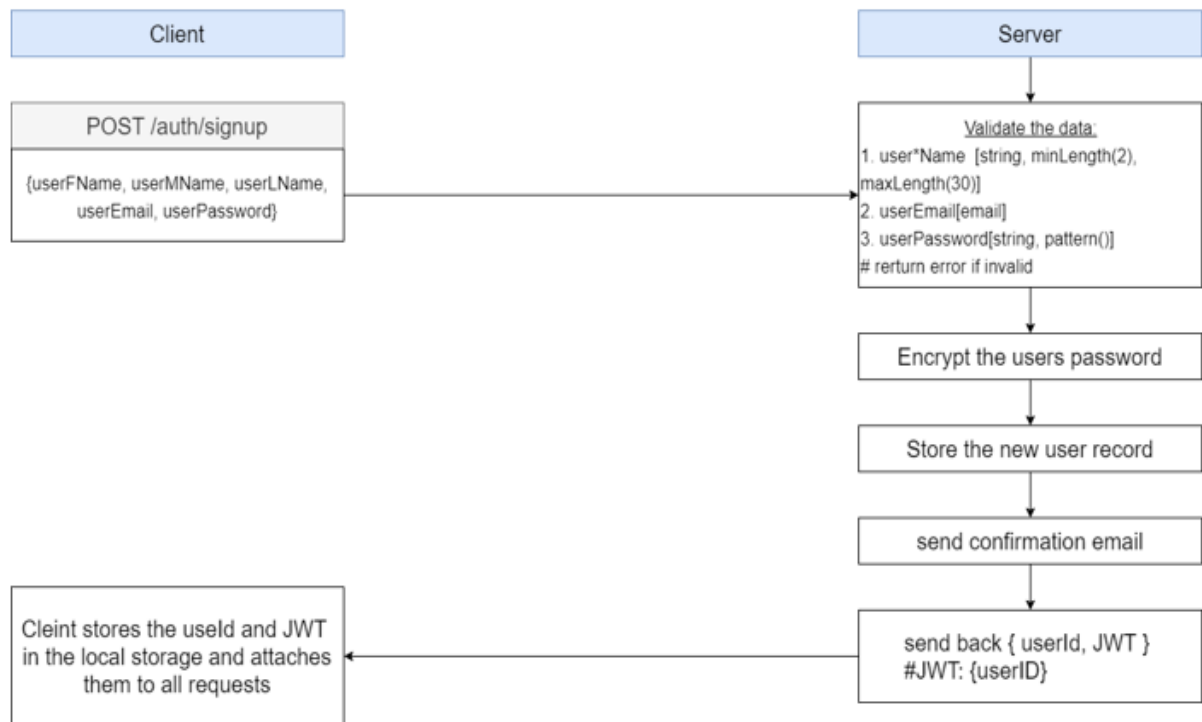 Client
Server
POST /auth/signup
{userFName, userMName, userLName,
userEmail, userPassword}
Validate the data:
1. user*Name  [string, minLength(2),
maxLength(30)]
2. userEmail[email]
3. userPassword[string, pattern()]
# rerturn error if invalid
Encrypt the users password
Store the new user record
send confirmation email
send back { userId, JWT }
#JWT: {userID}
Cleint stores the useId and JWT
in the local storage and attaches
them to all requests